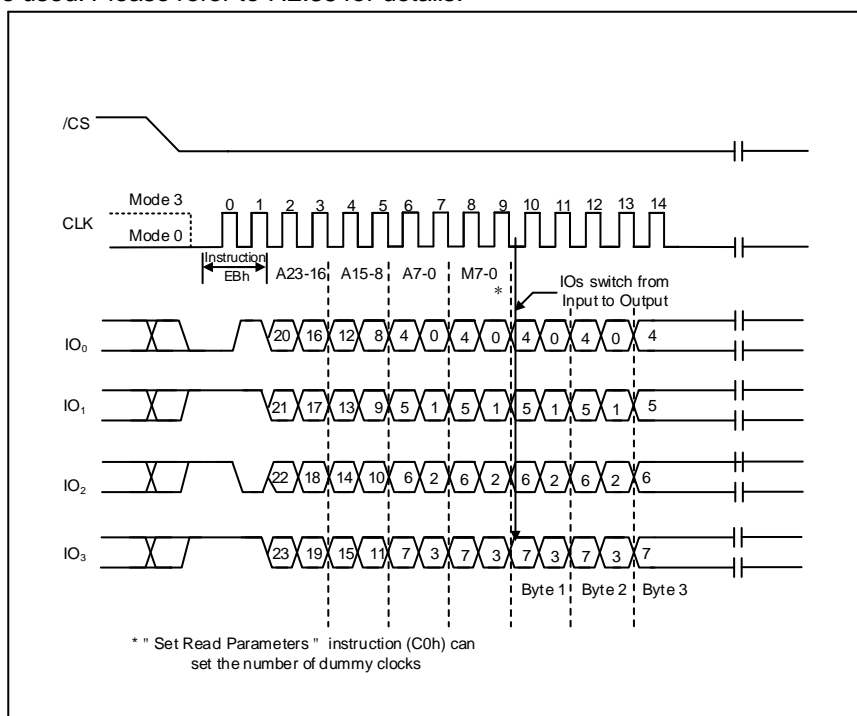 /CS
Mode 3
0 1 2 3 4 5 6 7 8 9 10 11 12 13 14
CLK
Mode 0
Instruction
EBh
A23-16 A15-8 A7-0 M7-0
*
IOs switch from
Input to Output
IO0 20 16 12 8 4 0 4 0 4 0 4 0 4
IO1 21 17 13 9 5 1 5 1 5 1 5 1 5
IO2 22 18 14 10 6 2 6 2 6 2 6 2 6
IO3 23 19 15 11 7 3 7 3 7 3 7 3 7
Byte 1 Byte 2 Byte 3
* " Set Read Parameters " instruction (C0h) can
set the number of dummy clocks